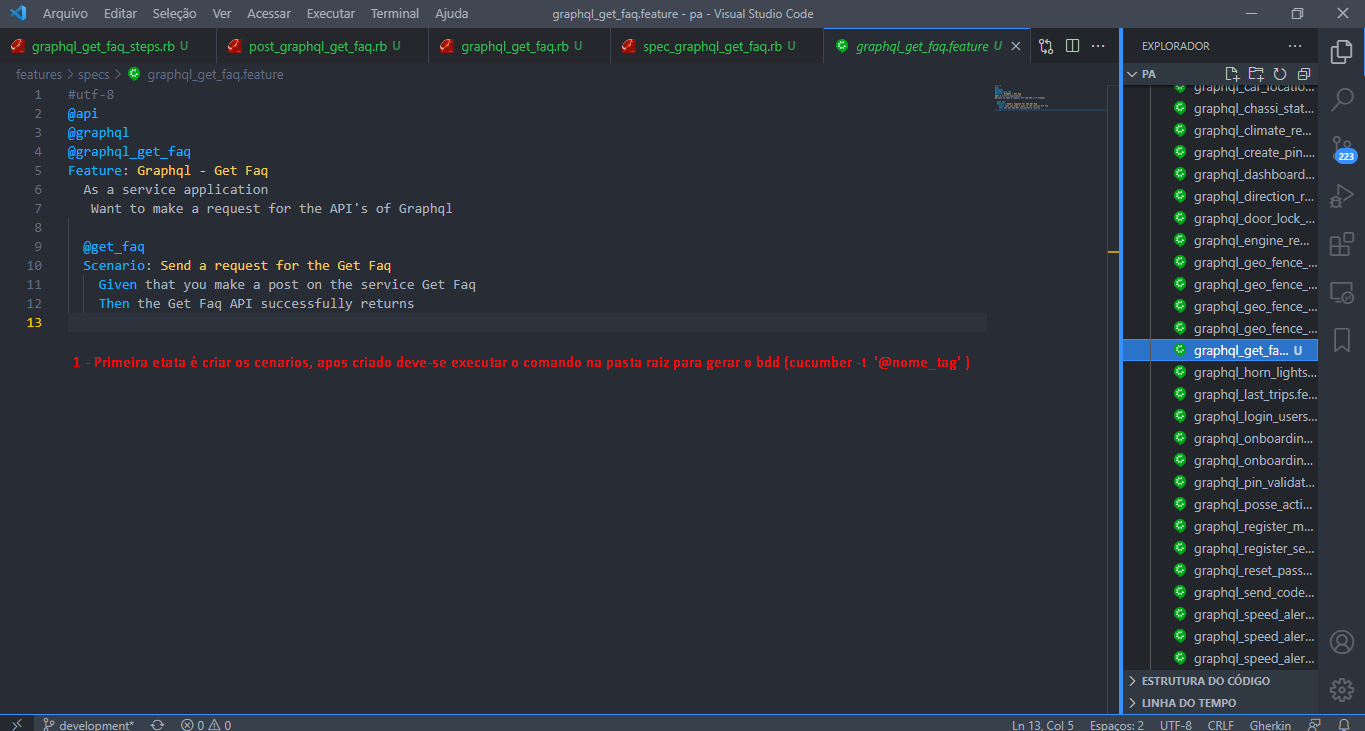 Arquivo Editar Seleção Ver Acessar Executar Terminal Ajuda graphql_get_faq.feature - pa - Visual Studio Code
graphql_get_faq_steps.rb U post_graphql_get_faq.rb U graphql_get_faq.rb U spec_graphql_get_faq.rb U graphql_get_faq.feature U
features > specs > graphql_get_faq.feature
1 #utf-8
2 @api
3 @graphql
4 @graphql_get_faq
5 Feature: Graphql - Get Faq
6 As a service application
7 Want to make a request for the API's of Graphql
8
9 @get_faq
10 Scenario: Send a request for the Get Faq
11 Given that you make a post on the service Get Faq
12 Then the Get Faq API successfully returns
13
1 - Primeira etata é criar os cenarios, apos criado deve-se executar o comando na pasta raiz para gerar o bdd (cucumber -t '@nome_tag' )
EXPLORADOR
PA
graphql_car_locatio...
graphql_chassi_stat...
graphql_climate_re...
graphql_create_pin....
graphql_dashboard...
graphql_direction_r...
graphql_door_lock_...
graphql_engine_re...
graphql_geo_fence_...
graphql_geo_fence_...
graphql_geo_fence_...
graphql_geo_fence_...
graphql_get_fa... U
graphql_horn_lights...
graphql_last_trips.fe...
graphql_login_users...
graphql_onboardin...
graphql_onboardin...
graphql_pin_validat...
graphql_posse_acti...
graphql_register_m...
graphql_register_se...
graphql_reset_pass...
graphql_send_code...
graphql_speed_aler...
graphql_speed_aler...
graphql_speed_aler...
ESTRUTURA DO CÓDIGO
LINHA DO TEMPO
223
development* 0 0 Ln 13, Col 5 Espaços: 2 UTF-8 CRLF Gherkin